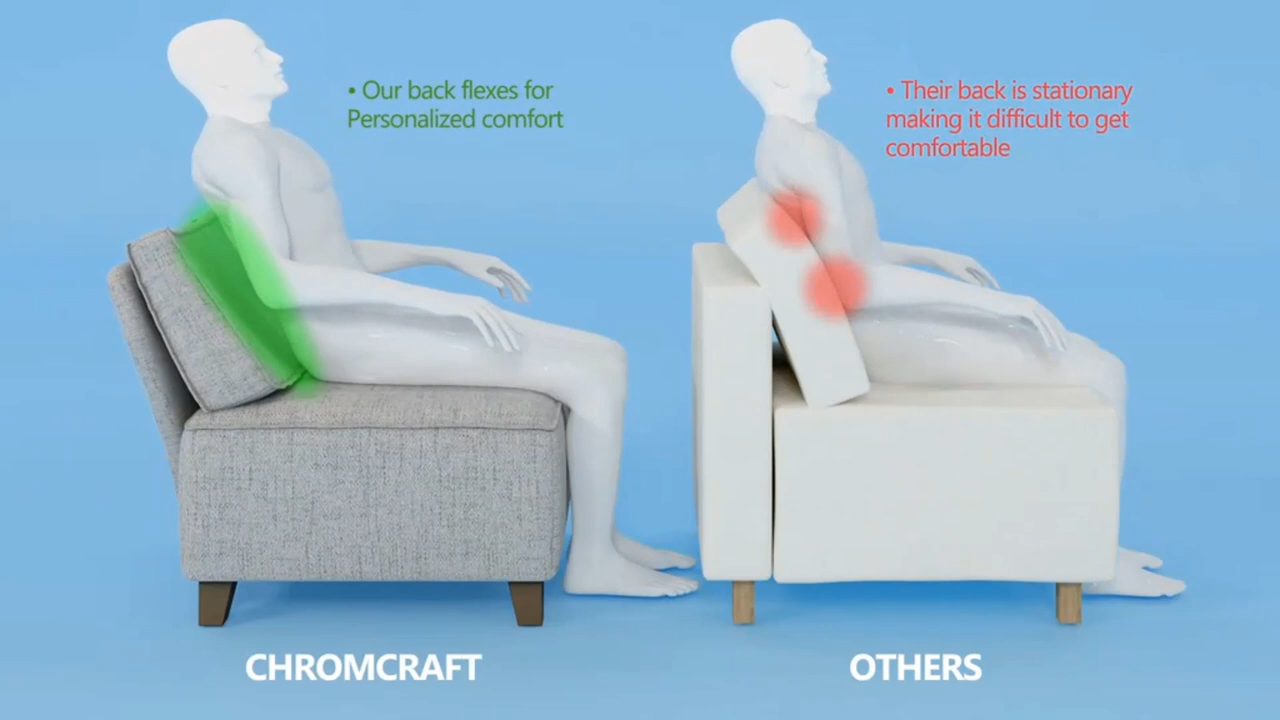 • Our back flexes for
Personalized comfort
• Their back is stationary
making it difficult to get
comfortable
CHROMCRAFT
OTHERS